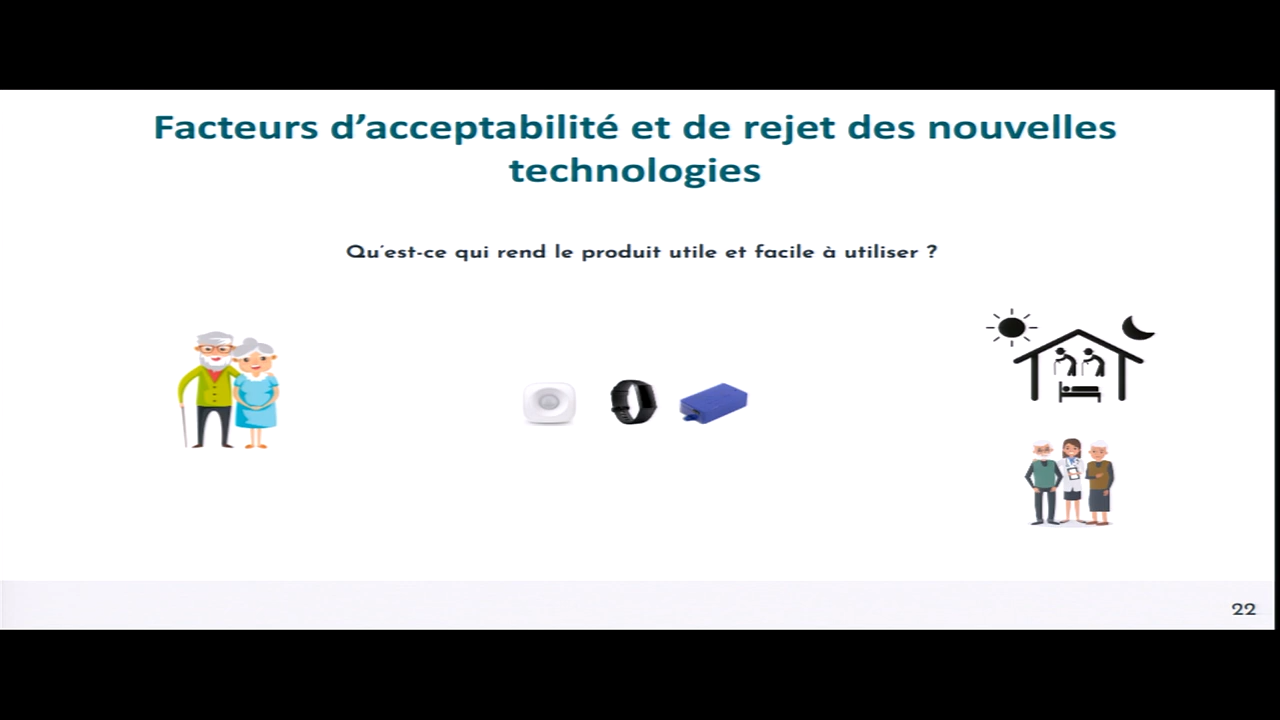 Facteurs d’acceptabilité et de rejet des nouvelles
technologies
Qu'est-ce qui rend le produit utile et facile à utiliser ?
22